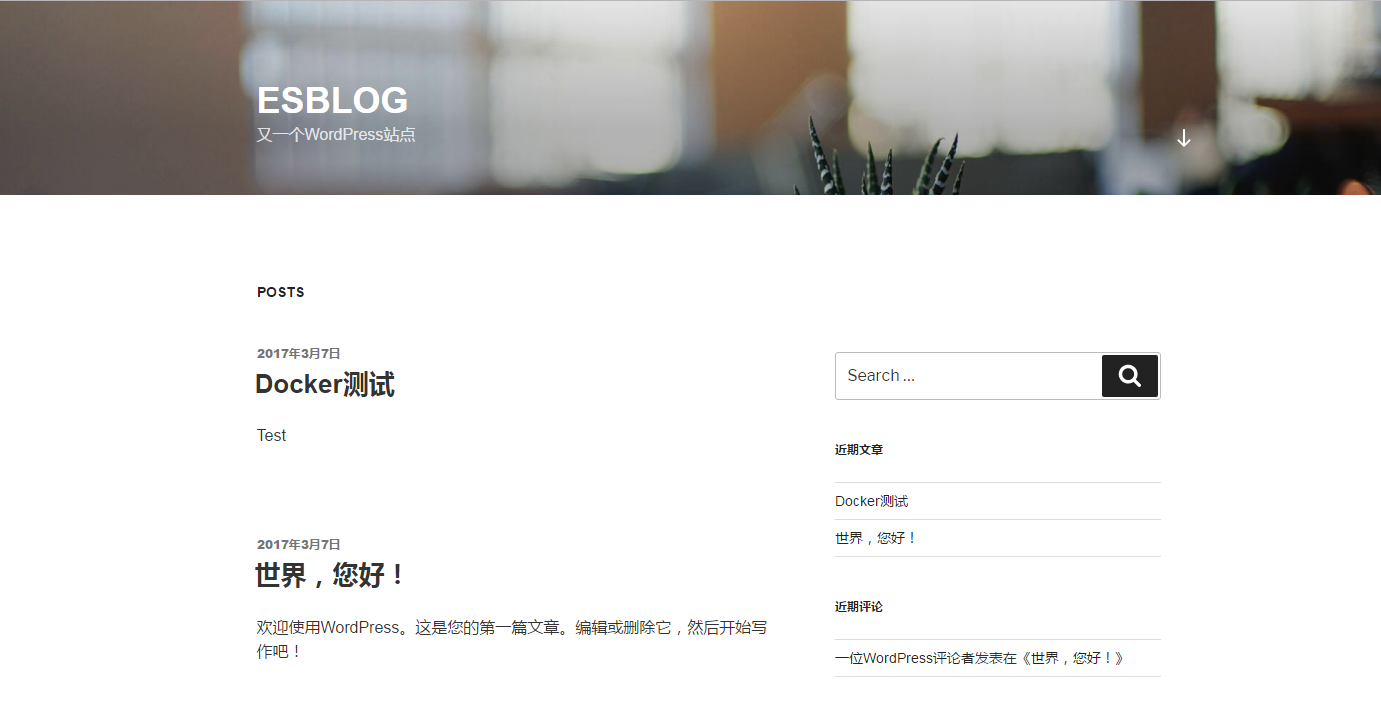 ESBLOG
又一个WordPress站点
POSTS
2017年3月7日
Docker测试
Test
2017年3月7日
世界，您好！
欢迎使用WordPress。这是您的第一篇文章。编辑或删除它，然后开始写
作吧！
Search …
近期文章
Docker测试
世界，您好！
近期评论
一位WordPress评论者发表在《世界，您好！》